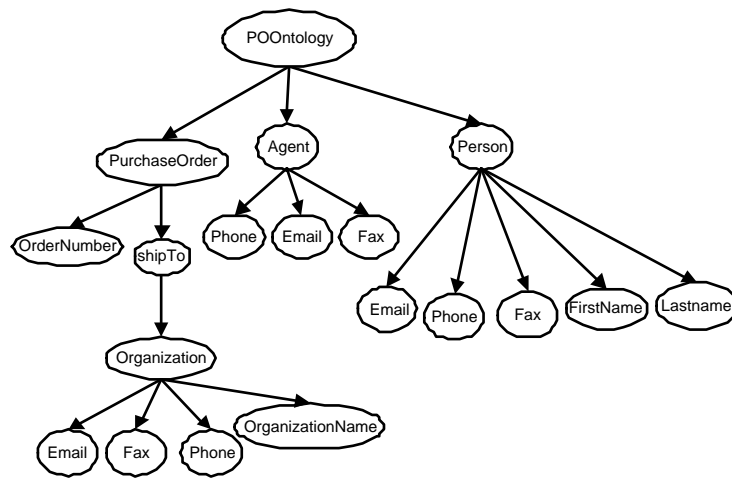 POOntology
PurchaseOrder
Agent
Person
OrderNumber
shipTo
Phone
Email
Fax
Email
Phone
Fax
FirstName
Lastname
Organization
Email
Fax
Phone
OrganizationName